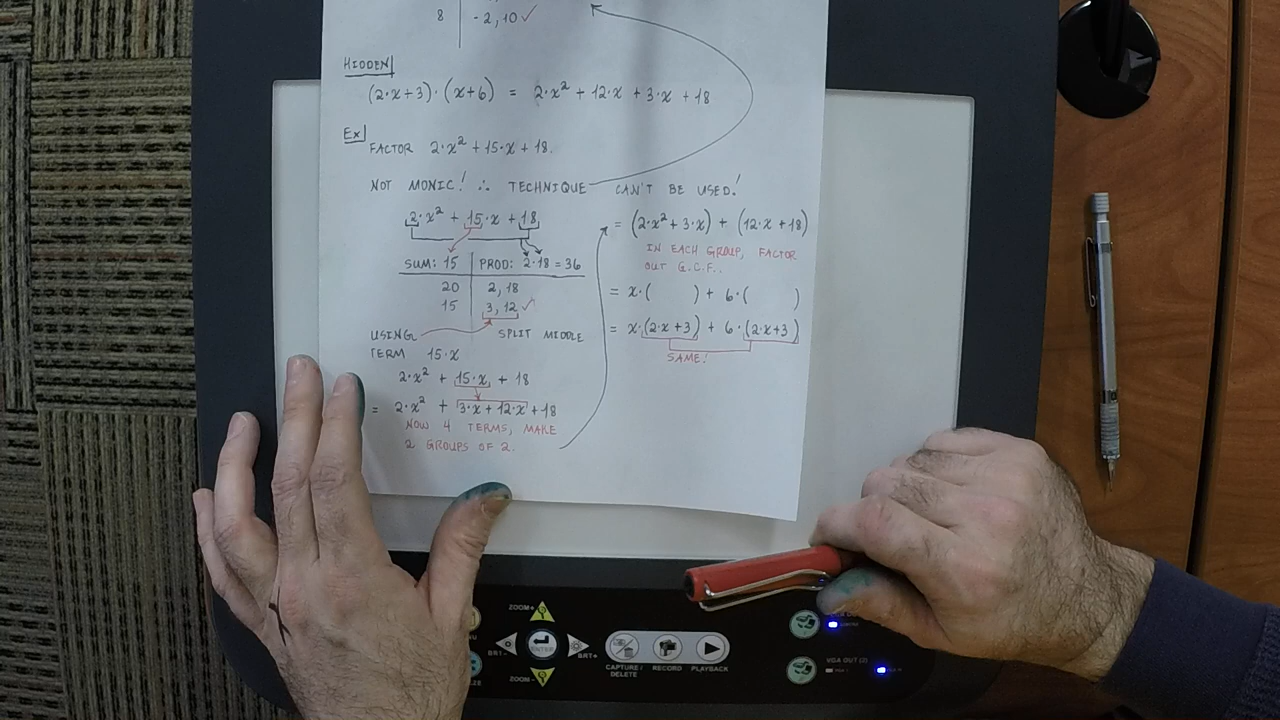 8 -2, 10 ✓
HIDDEN
(2·x+3)·(x+6) = 2·x² + 12·x + 3·x + 18
Ex
FACTOR 2·x² + 15·x + 18.
NOT MONIC! ∴ TECHNIQUE CAN'T BE USED!
2·x² + 15·x + 18
SUM: 15 PROD: 2·18 = 36
20 2, 18
15 3, 12 ✓
USING SPLIT MIDDLE
TERM 15·x
2·x² + 15·x + 18
= 2·x² + 3·x + 12·x + 18
NOW 4 TERMS, MAKE
2 GROUPS OF 2.
= (2·x² + 3·x) + (12·x + 18)
IN EACH GROUP, FACTOR
OUT G.C.F..
= x·( ) + 6·( )
= x·(2·x+3) + 6·(2·x+3)
SAME!
ZOOM+
BRT- ENTER BRT+
ZOOM-
CAPTURE/DELETE RECORD PLAYBACK
VGA OUT (2)